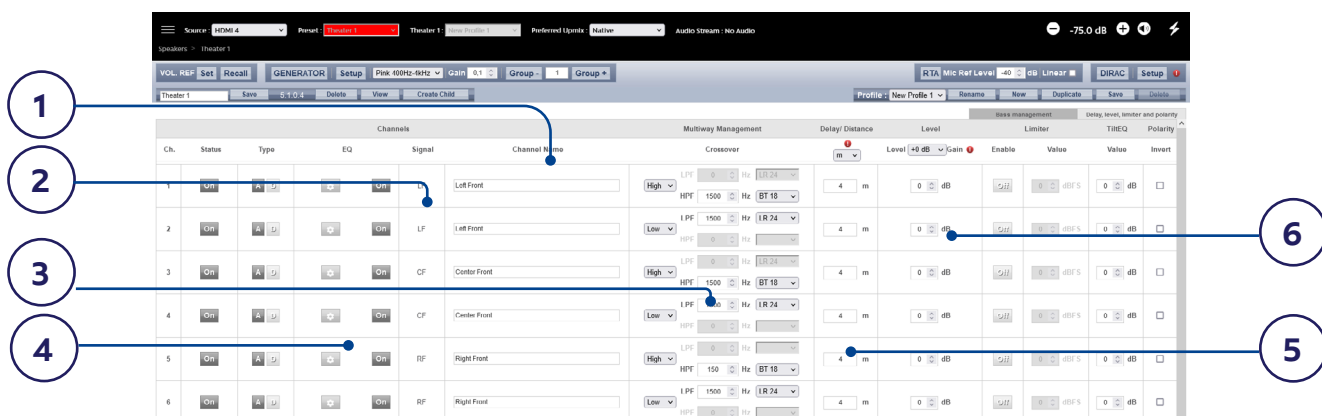 Source : HDMI 4 Preset : Theater 1 Theater 1 : New Profile 1 Preferred Upmix : Native Audio Stream : No Audio -75.0 dB
Speakers > Theater 1
VOL. REF Set Recall GENERATOR Setup Pink 400Hz-4kHz Gain 0,1 Group - 1 Group + RTA Mic Ref Level -40 dB Linear DIRAC Setup
Theater 1 Save 5.1.0.4 Delete View Create Child Profile : New Profile 1 Rename New Duplicate Save Delete
Bass management Delay, level, limiter and polarity
Channels Multiway Management Delay/ Distance Level Limiter TiltEQ Polarity
Ch. Status Type EQ Signal Channel Name Crossover m Level +0 dB Gain Enable Value Value Invert
LPF 0 Hz LR 24
1 On A D On LF Left Front High 4 m 0 dB Off 0 dBFS 0 dB
HPF 1500 Hz BT 18
LPF 1500 Hz LR 24
2 On A D On LF Left Front Low 4 m 0 dB Off 0 dBFS 0 dB
HPF 0 Hz
LPF 0 Hz LR 24
3 On A D On CF Center Front High 4 m 0 dB Off 0 dBFS 0 dB
HPF 1500 Hz BT 18
LPF Hz LR 24
4 On A D On CF Center Front Low 4 m 0 dB Off 0 dBFS 0 dB
HPF 0 Hz
LPF 0 Hz
5 On A D On RF Right Front High 4 m 0 dB Off 0 dBFS 0 dB
HPF 150 Hz BT 18
LPF 1500 Hz LR 24
6 On A D On RF Right Front Low 4 m 0 dB Off 0 dBFS 0 dB
HPF 0 Hz
1
2
3
4
5
6